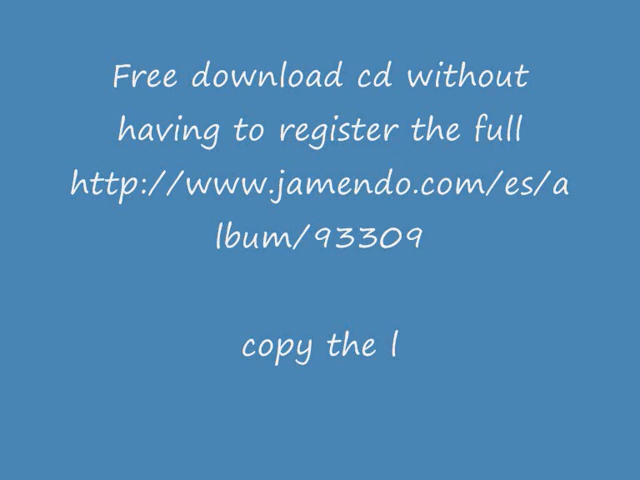 Free download cd without
having to register the full
http://www.jamendo.com/es/a
lbum/93309
copy the l